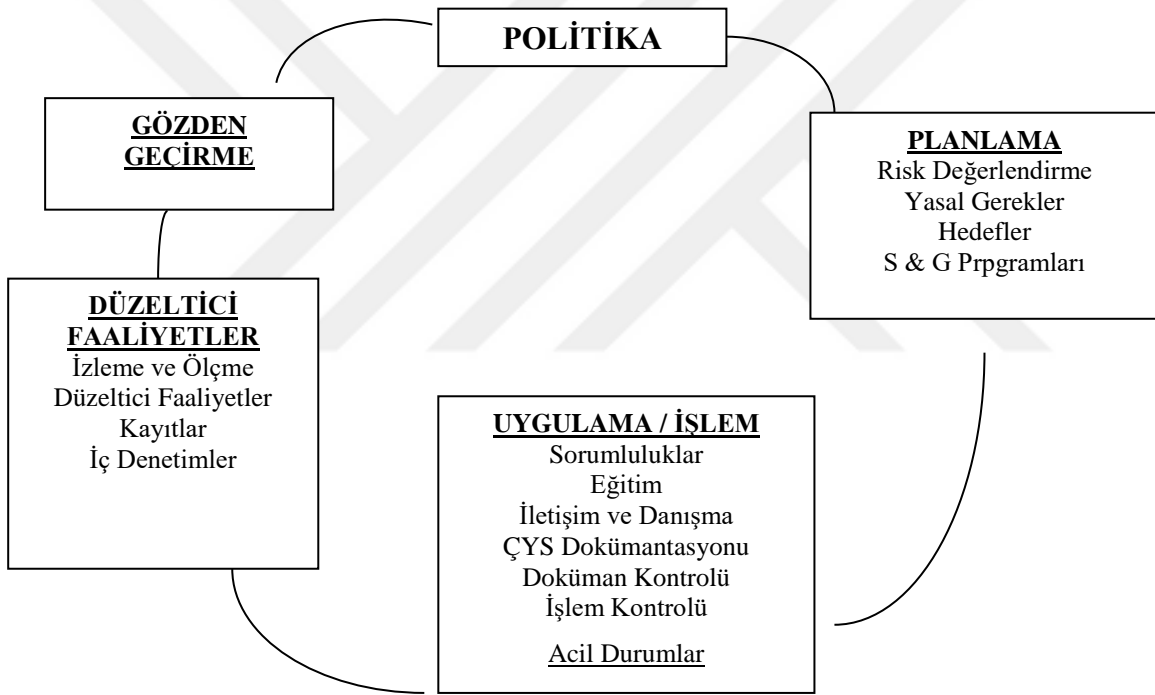 POLİTİKA
GÖZDEN
GEÇİRME
PLANLAMA
Risk Değerlendirme
Yasal Gerekler
Hedefler
S & G Prpgramları
DÜZELTİCİ
FAALİYETLER
İzleme ve Ölçme
Düzeltici Faaliyetler
Kayıtlar
İç Denetimler
UYGULAMA / İŞLEM
Sorumluluklar
Eğitim
İletişim ve Danışma
ÇYS Dokümantasyonu
Doküman Kontrolü
İşlem Kontrolü
Acil Durumlar